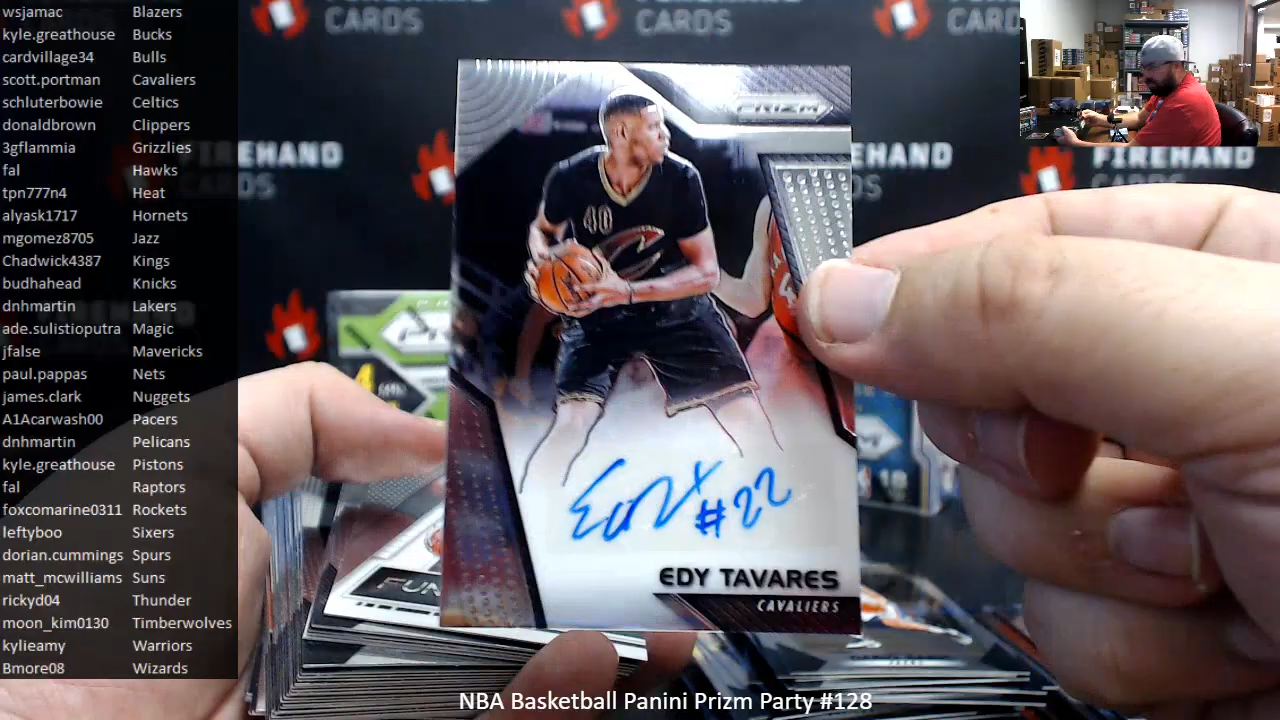 wsjamac Blazers
kyle.greathouse Bucks
cardvillage34 Bulls
scott.portman Cavaliers
schluterbowie Celtics
donaldbrown Clippers
3gflammia Grizzlies
fal Hawks
tpn777n4 Heat
alyask1717 Hornets
mgomez8705 Jazz
Chadwick4387 Kings
budhahead Knicks
dnhmartin Lakers
ade.sulistioputra Magic
jfalse Mavericks
paul.pappas Nets
james.clark Nuggets
A1Acarwash00 Pacers
dnhmartin Pelicans
kyle.greathouse Pistons
fal Raptors
foxcomarine0311 Rockets
leftyboo Sixers
dorian.cummings Spurs
matt_mcwilliams Suns
rickyd04 Thunder
moon_kim0130 Timberwolves
kylieamy Warriors
Bmore08 Wizards
FIREHAND
CARDS
PRIZM
40
#22
EDY TAVARES
CAVALIERS
FUN
NBA Basketball Panini Prizm Party #128